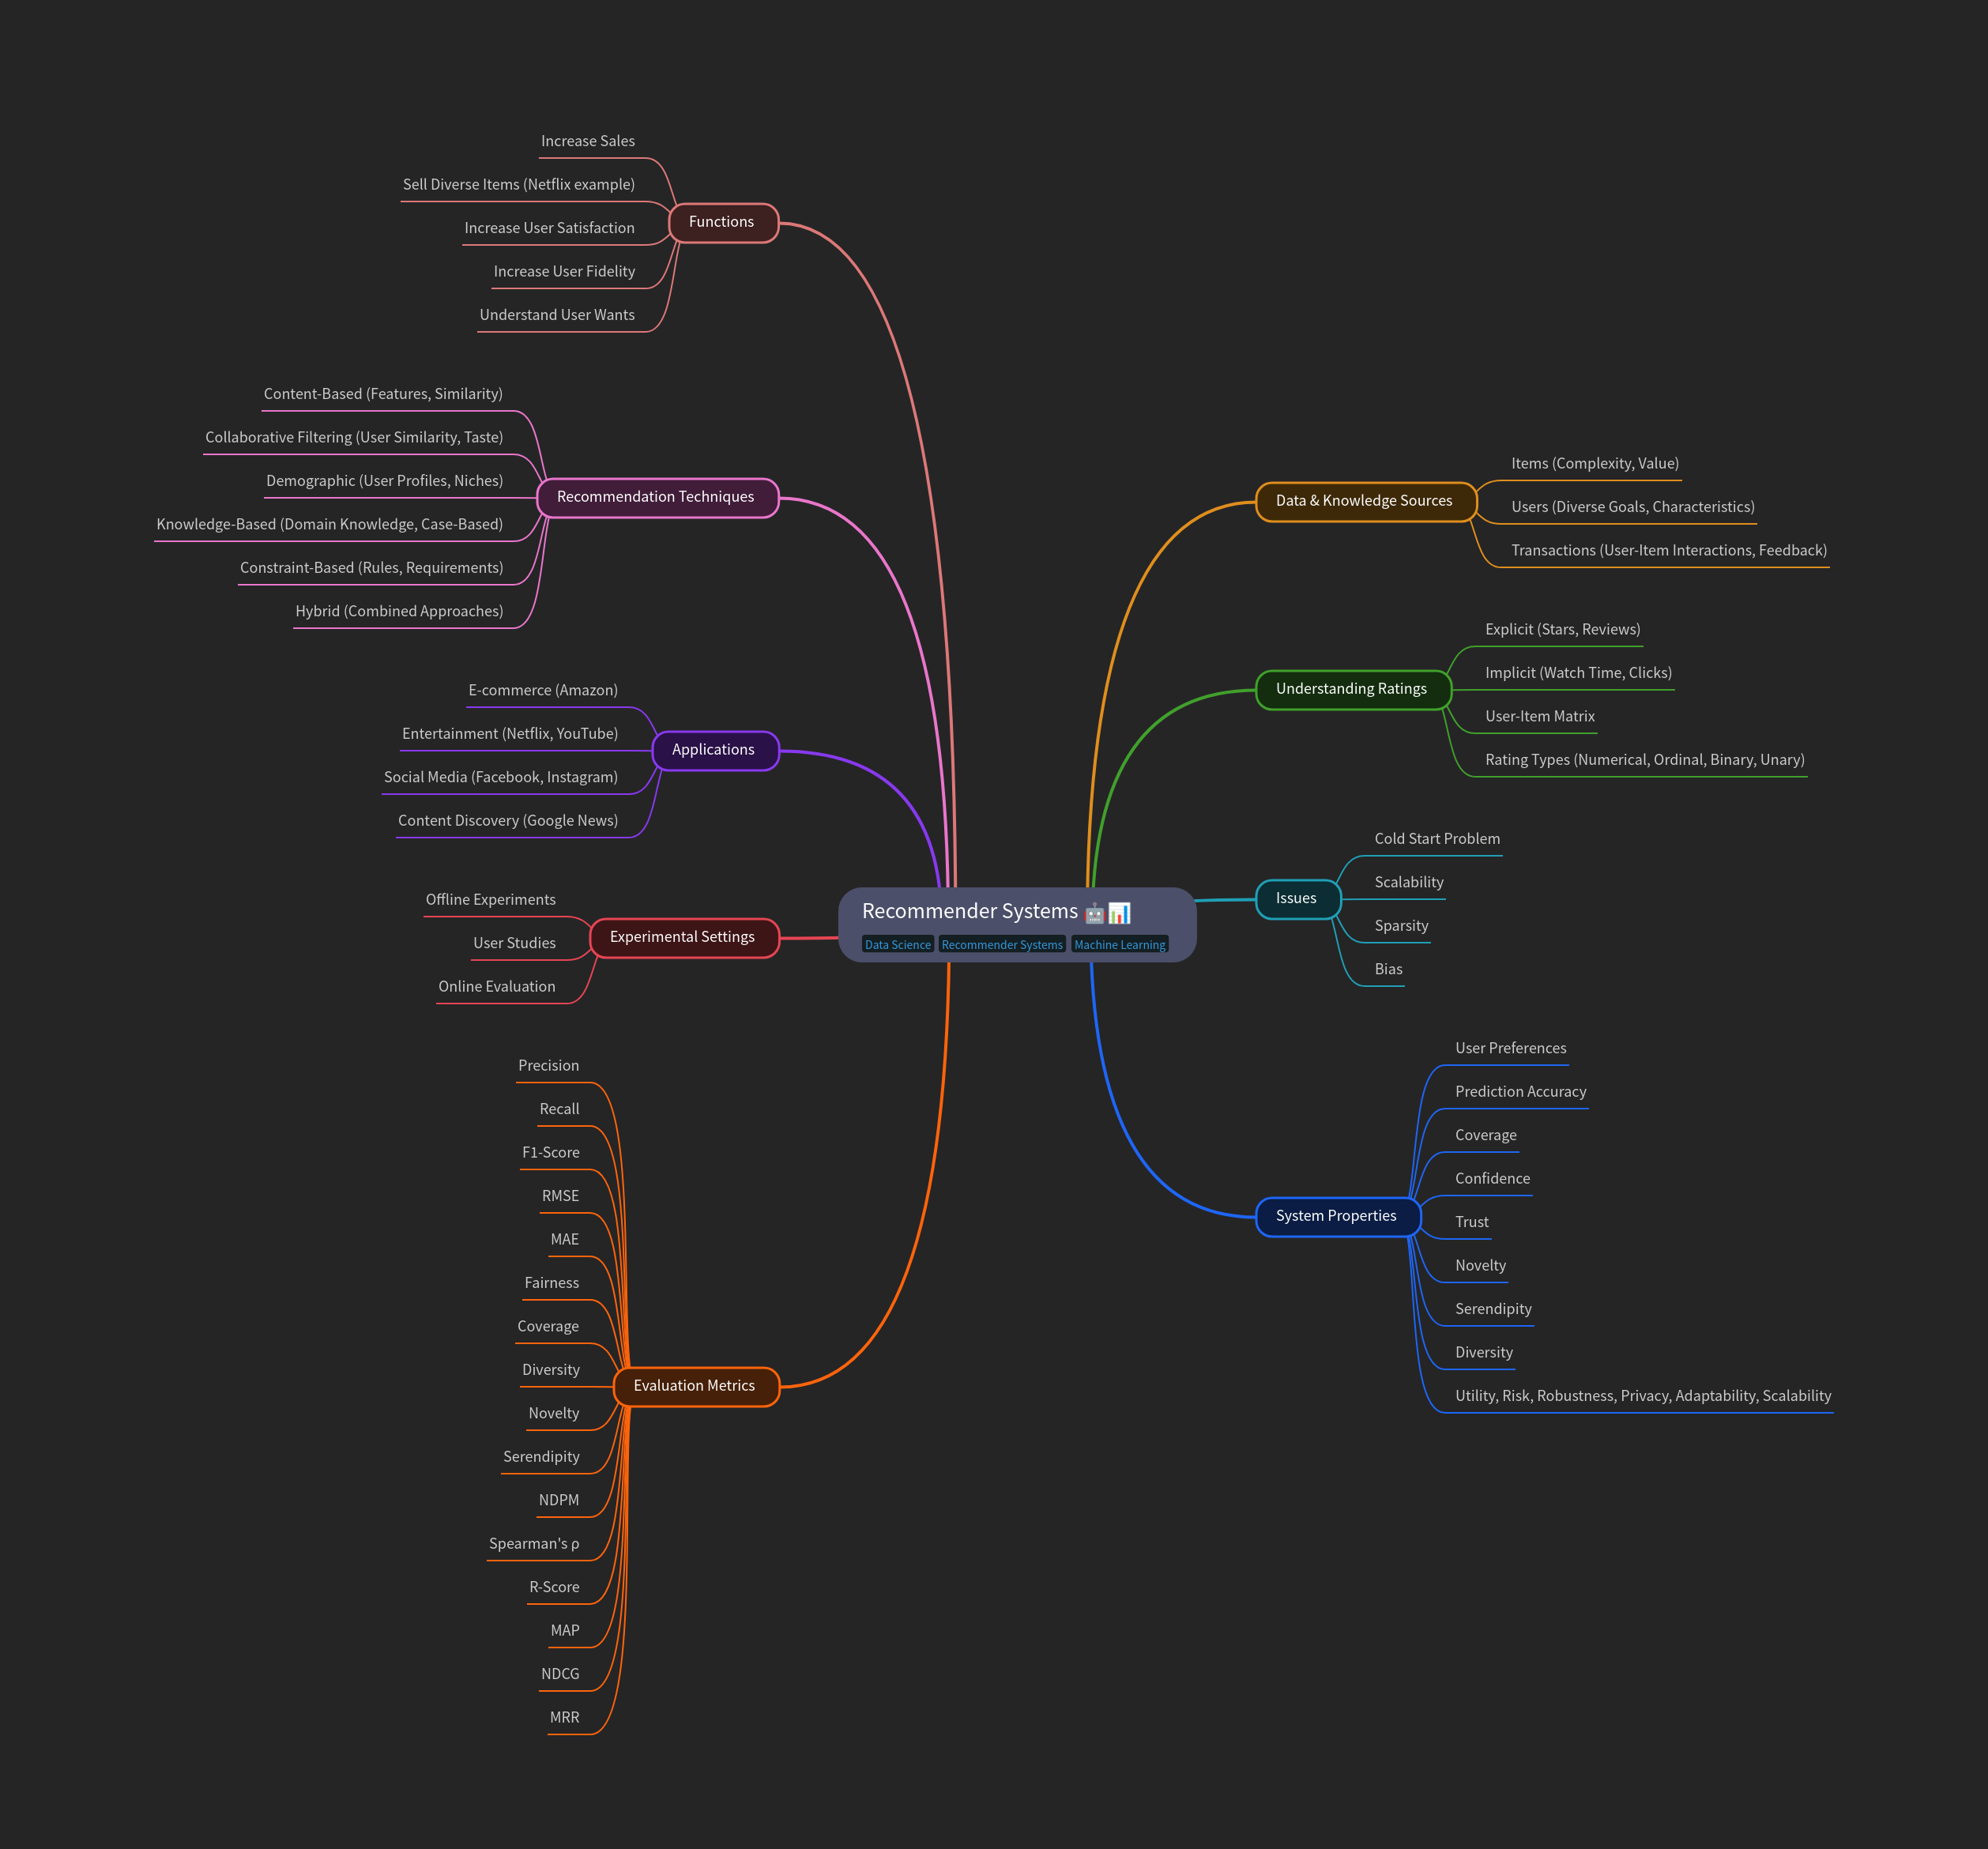 Recommender Systems 🤖📊
Data Science Recommender Systems Machine Learning
Functions
Increase Sales
Sell Diverse Items (Netflix example)
Increase User Satisfaction
Increase User Fidelity
Understand User Wants
Recommendation Techniques
Content-Based (Features, Similarity)
Collaborative Filtering (User Similarity, Taste)
Demographic (User Profiles, Niches)
Knowledge-Based (Domain Knowledge, Case-Based)
Constraint-Based (Rules, Requirements)
Hybrid (Combined Approaches)
Applications
E-commerce (Amazon)
Entertainment (Netflix, YouTube)
Social Media (Facebook, Instagram)
Content Discovery (Google News)
Experimental Settings
Offline Experiments
User Studies
Online Evaluation
Evaluation Metrics
Precision
Recall
F1-Score
RMSE
MAE
Fairness
Coverage
Diversity
Novelty
Serendipity
NDPM
Spearman's ρ
R-Score
MAP
NDCG
MRR
Data & Knowledge Sources
Items (Complexity, Value)
Users (Diverse Goals, Characteristics)
Transactions (User-Item Interactions, Feedback)
Understanding Ratings
Explicit (Stars, Reviews)
Implicit (Watch Time, Clicks)
User-Item Matrix
Rating Types (Numerical, Ordinal, Binary, Unary)
Issues
Cold Start Problem
Scalability
Sparsity
Bias
System Properties
User Preferences
Prediction Accuracy
Coverage
Confidence
Trust
Novelty
Serendipity
Diversity
Utility, Risk, Robustness, Privacy, Adaptability, Scalability